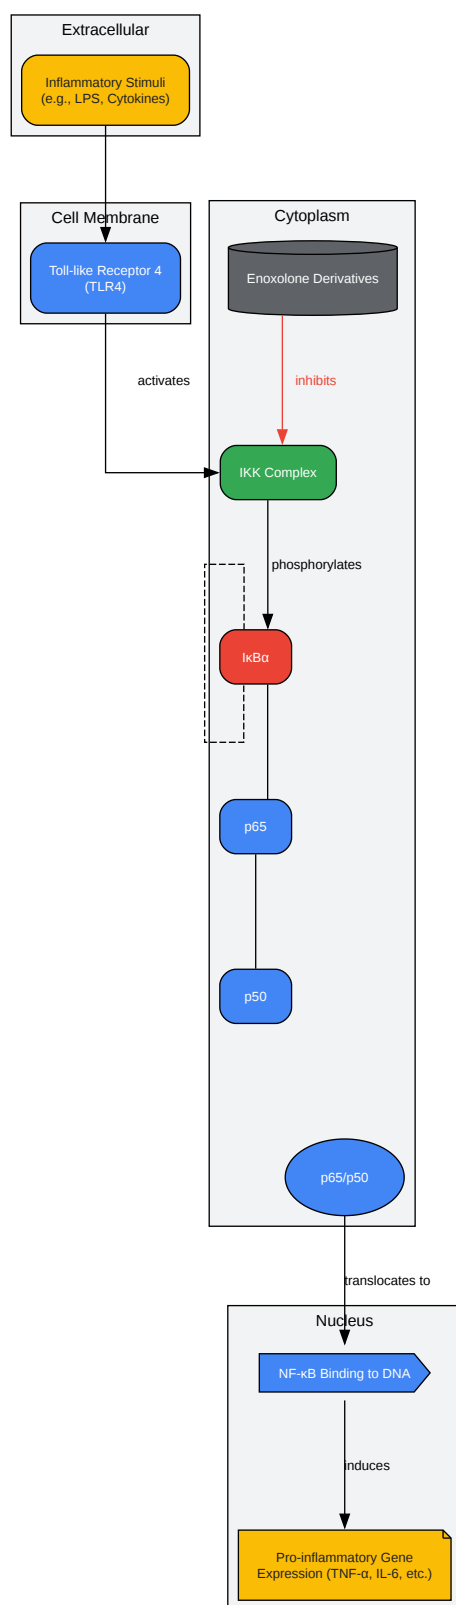 Extracellular
Inflammatory Stimuli
(e.g., LPS, Cytokines)
Cell Membrane
Toll-like Receptor 4
(TLR4)
Cytoplasm
Enoxolone Derivatives
activates
inhibits
IKK Complex
phosphorylates
IκBα
p65
p50
p65/p50
translocates to
Nucleus
NF-κB Binding to DNA
induces
Pro-inflammatory Gene
Expression (TNF-α, IL-6, etc.)